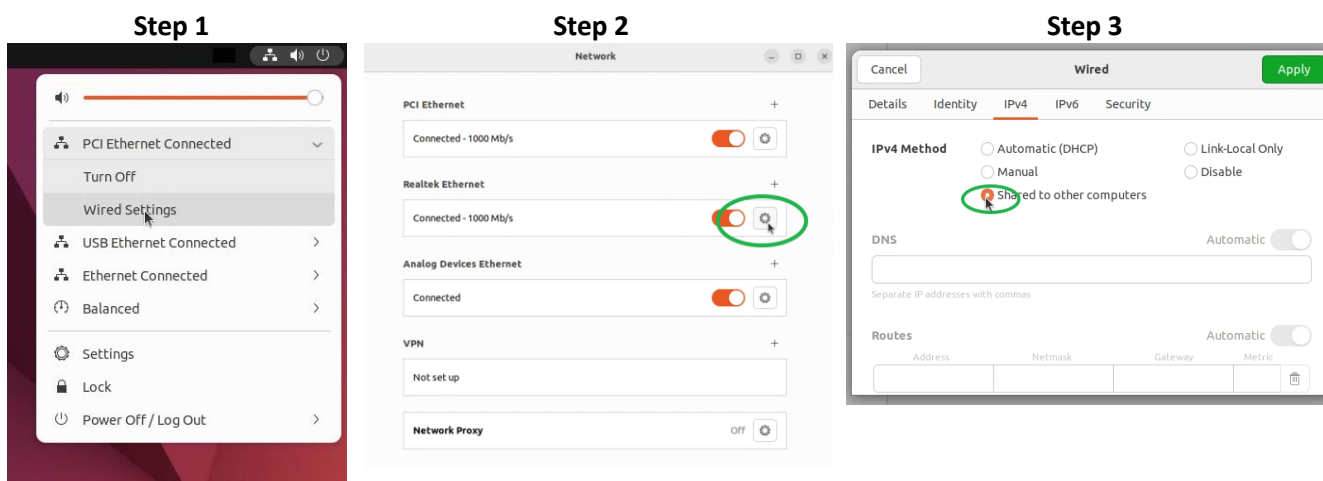 Step 1
PCI Ethernet Connected
Turn Off
Wired Settings
USB Ethernet Connected
Ethernet Connected
Balanced
Settings
Lock
Power Off / Log Out
Step 2
Network
PCI Ethernet
Connected - 1000 Mb/s
Realtek Ethernet
Connected - 1000 Mb/s
Analog Devices Ethernet
Connected
VPN
Not set up
Network Proxy Off
Step 3
Cancel Wired Apply
Details Identity IPv4 IPv6 Security
IPv4 Method Automatic (DHCP) Link-Local Only
Manual Disable
Shared to other computers
DNS Automatic
Separate IP addresses with commas
Routes Automatic
Address Netmask Gateway Metric